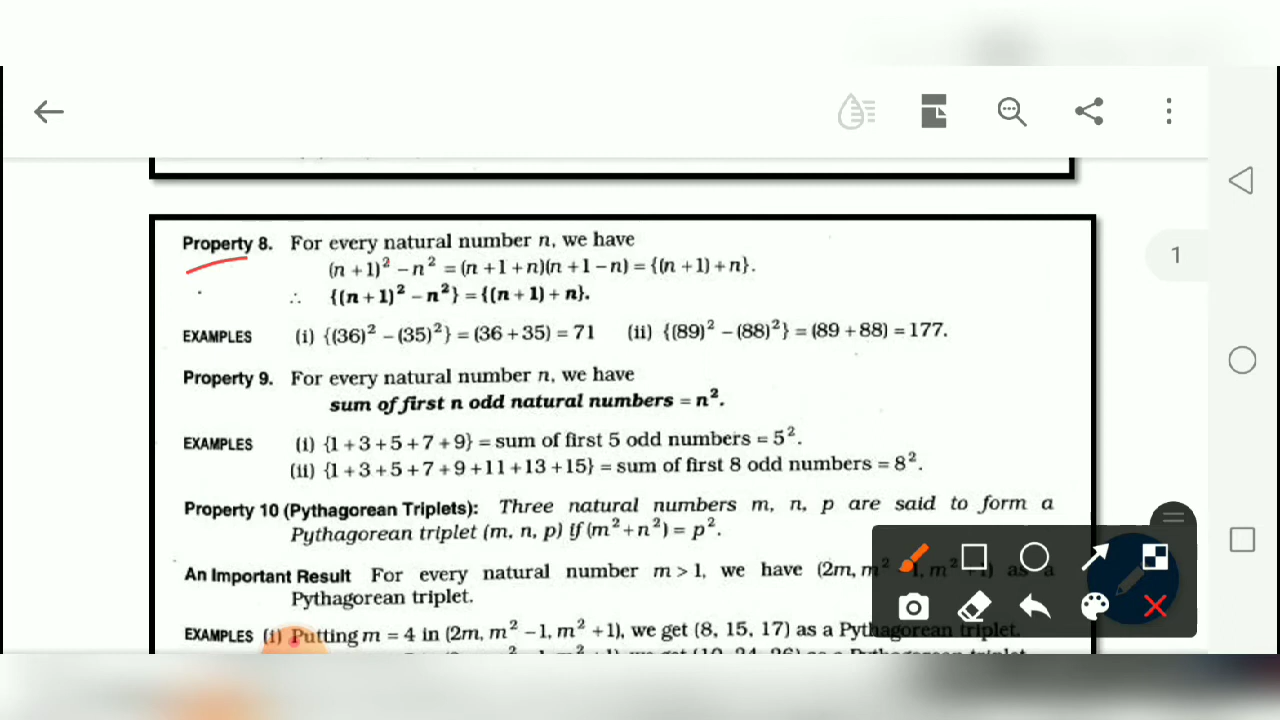 1
Property 8. For every natural number n, we have
(n + 1)² – n² = (n + 1 + n)(n + 1 – n) = {(n + 1) + n}.
∴ {(n + 1)² – n²} = {(n + 1) + n}.
EXAMPLES (i) {(36)² – (35)²} = (36 + 35) = 71 (ii) {(89)² – (88)²} = (89 + 88) = 177.
Property 9. For every natural number n, we have
sum of first n odd natural numbers = n².
EXAMPLES (i) {1 + 3 + 5 + 7 + 9} = sum of first 5 odd numbers = 5².
(ii) {1 + 3 + 5 + 7 + 9 + 11 + 13 + 15} = sum of first 8 odd numbers = 8².
Property 10 (Pythagorean Triplets): Three natural numbers m, n, p are said to form a
Pythagorean triplet (m, n, p) if (m² + n²) = p².
An Important Result For every natural number m > 1, we have (2m, m² 1, m² 1) as a
Pythagorean triplet.
EXAMPLES (i) Putting m = 4 in (2m, m² – 1, m² + 1), we get (8, 15, 17) as a Pythagorean triplet.